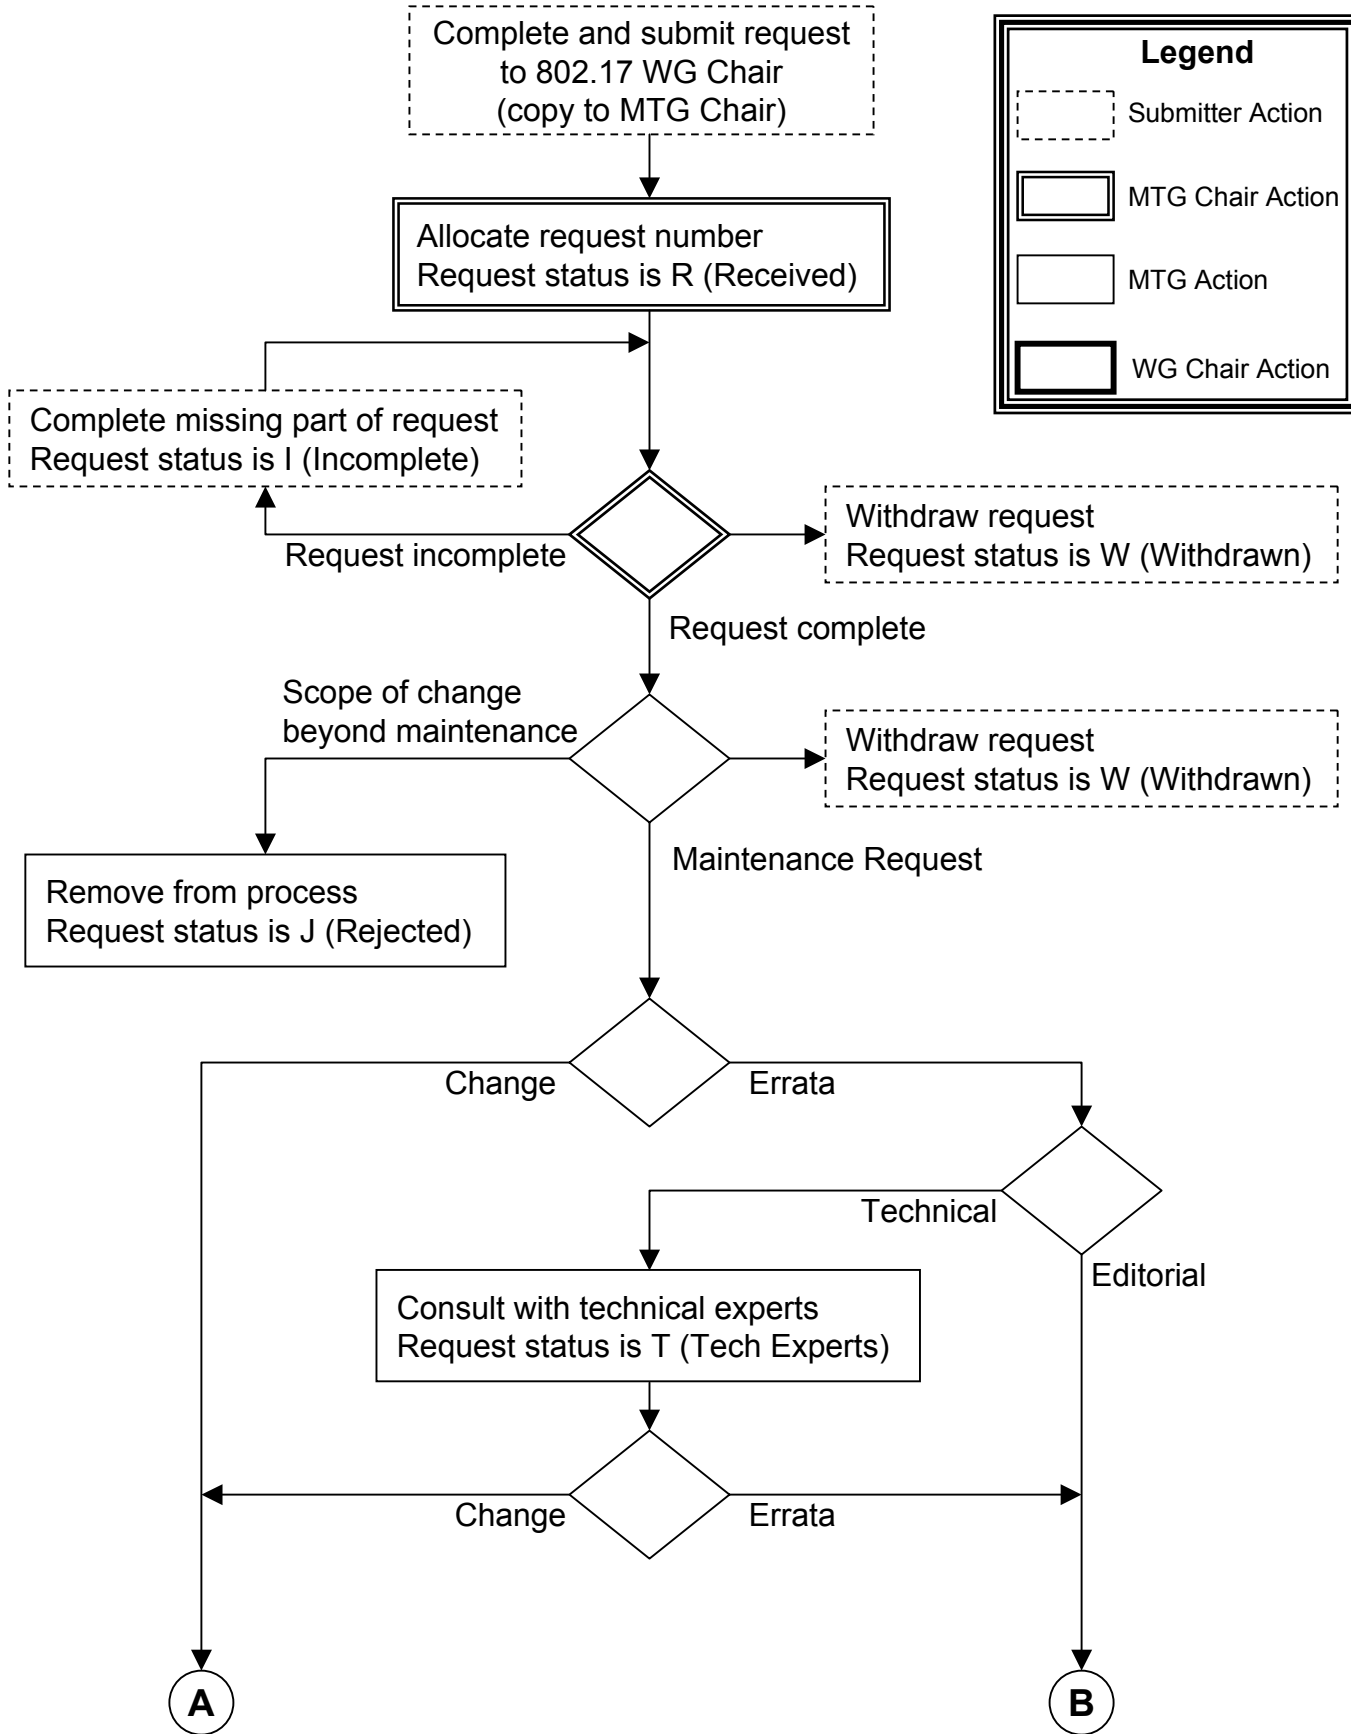 Complete and submit request
to 802.17 WG Chair
(copy to MTG Chair)
Legend
Submitter Action
MTG Chair Action
MTG Action
WG Chair Action
Allocate request number
Request status is R (Received)
Complete missing part of request
Request status is I (Incomplete)
Request incomplete
Withdraw request
Request status is W (Withdrawn)
Request complete
Scope of change
beyond maintenance
Withdraw request
Request status is W (Withdrawn)
Maintenance Request
Remove from process
Request status is J (Rejected)
Change
Errata
Technical
Editorial
Consult with technical experts
Request status is T (Tech Experts)
Change
Errata
A
B